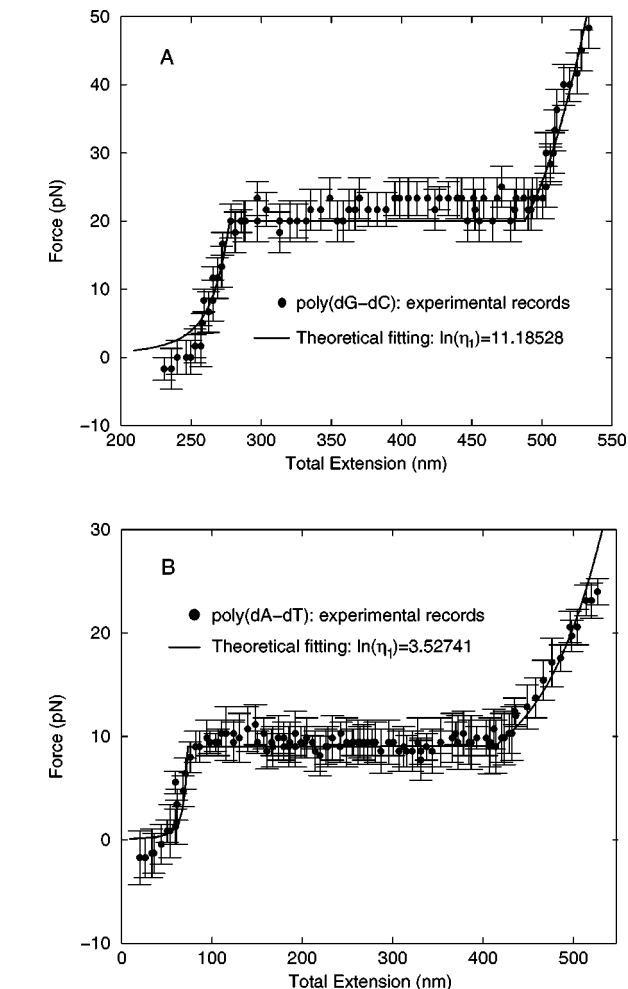 50
A
40
30
20
10
0
−10
Force (pN)
poly(dG−dC): experimental records
Theoretical fitting: ln(η₁)=11.18528
200 250 300 350 400 450 500 550
Total Extension (nm)
30
B
20
10
0
−10
Force (pN)
poly(dA−dT): experimental records
Theoretical fitting: ln(η₁)=3.52741
0 100 200 300 400 500
Total Extension (nm)